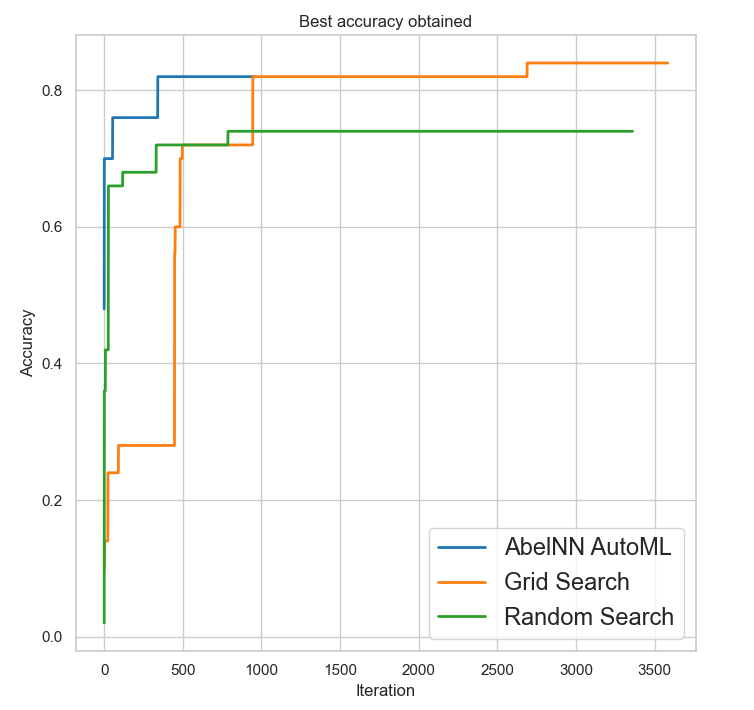 Best accuracy obtained
Accuracy
0.8
0.6
0.4
0.2
0.0
0 500 1000 1500 2000 2500 3000 3500
Iteration
AbelNN AutoML
Grid Search
Random Search